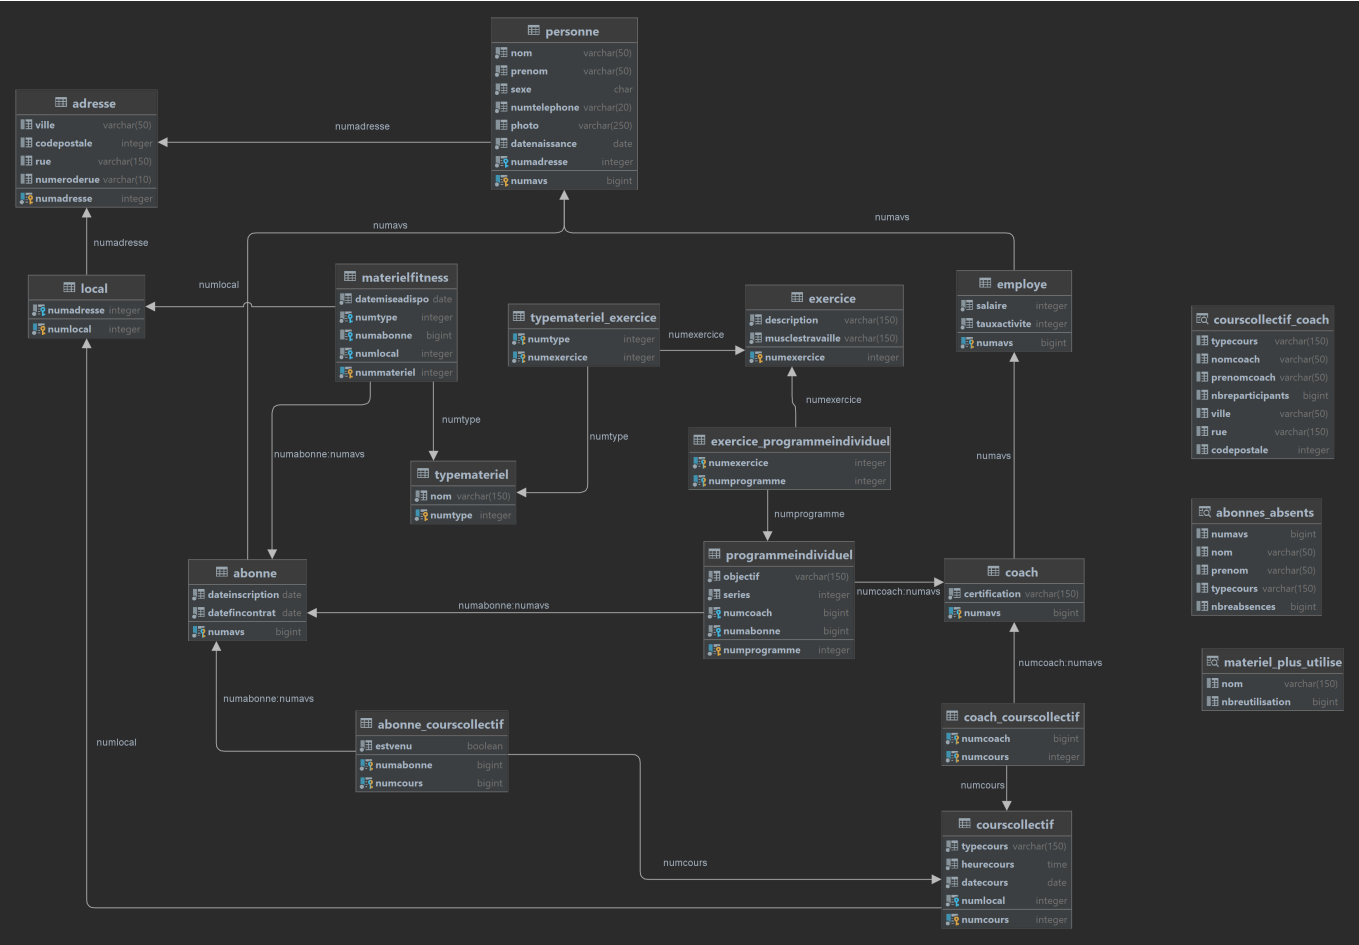 personne
nom varchar(50)
prenom varchar(50)
sexe char
numtelephone varchar(20)
photo varchar(250)
datenaissance date
numadresse integer
numavs bigint
adresse
ville varchar(50)
codepostale integer
rue varchar(150)
numeroderue varchar(10)
numadresse integer
numadresse
numadresse
numavs
numavs
local
numadresse integer
numlocal integer
numlocal
materielfitness
datemiseadispo date
numtype integer
numabonne bigint
numlocal integer
nummateriel integer
typemateriel_exercice
numtype integer
numexercice integer
numexercice
exercice
description varchar(150)
musclestravaille varchar(150)
numexercice integer
employe
salaire integer
tauxactivite integer
numavs bigint
courscollectif_coach
typecours varchar(150)
nomcoach varchar(50)
prenomcoach varchar(50)
nbreparticipants bigint
ville varchar(50)
rue varchar(150)
codepostale integer
numexercice
numtype
numtype
numabonne:numavs
numavs
exercice_programmeindividuel
numexercice integer
numprogramme integer
typemateriel
nom varchar(150)
numtype integer
numprogramme
abonnes_absents
numavs bigint
nom varchar(50)
prenom varchar(50)
typecours varchar(150)
nbreabsences bigint
programmeindividuel
objectif varchar(150)
series integer
numcoach bigint
numabonne bigint
numprogramme integer
numcoach:numavs
coach
certification varchar(150)
numavs bigint
abonne
dateinscription date
datefincontrat date
numavs bigint
numabonne:numavs
numcoach:numavs
materiel_plus_utilise
nom varchar(150)
nbreutilisation bigint
numabonne:numavs
abonne_courscollectif
estvenu boolean
numabonne bigint
numcours bigint
coach_courscollectif
numcoach bigint
numcours integer
numlocal
numcours
numcours
courscollectif
typecours varchar(150)
heurecours time
datecours date
numlocal integer
numcours integer